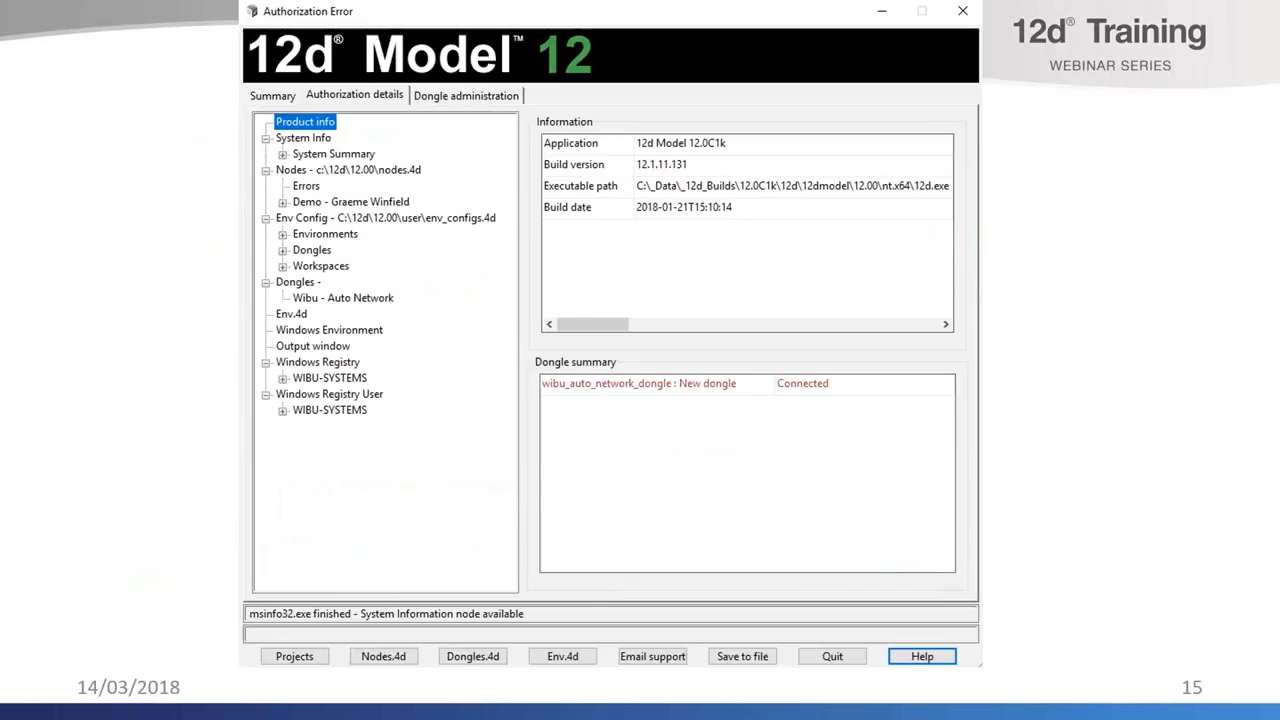 Authorization Error
12d® Model™ 12
12d® Training
WEBINAR SERIES
Summary
Authorization details
Dongle administration
Product info
System Info
System Summary
Nodes - c:\12d\12.00\nodes.4d
Errors
Demo - Graeme Winfield
Env Config - C:\12d\12.00\user\env_configs.4d
Environments
Dongles
Workspaces
Dongles -
Wibu - Auto Network
Env.4d
Windows Environment
Output window
Windows Registry
WIBU-SYSTEMS
Windows Registry User
WIBU-SYSTEMS
Information
Application 12d Model 12.0C1k
Build version 12.1.11.131
Executable path C:\_Data\_12d_Builds\12.0C1k\12d\12dmodel\12.00\nt.x64\12d.exe
Build date 2018-01-21T15:10:14
Dongle summary
wibu_auto_network_dongle : New dongle Connected
msinfo32.exe finished - System Information node available
Projects
Nodes.4d
Dongles.4d
Env.4d
Email support
Save to file
Quit
Help
14/03/2018
15